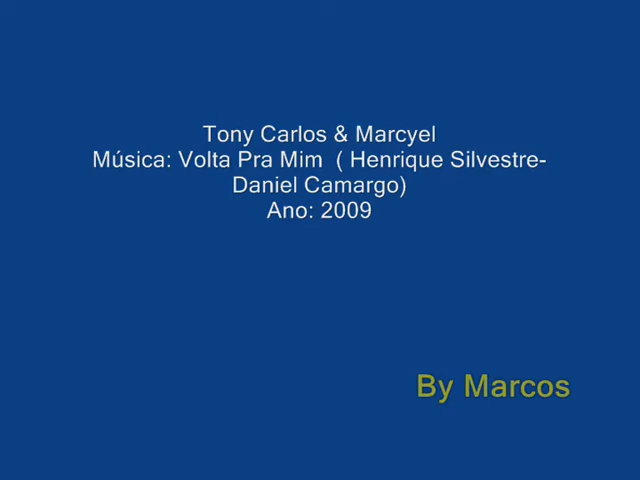 Tony Carlos & Marcyel
Música: Volta Pra Mim  ( Henrique Silvestre-
Daniel Camargo)
Ano: 2009
By Marcos